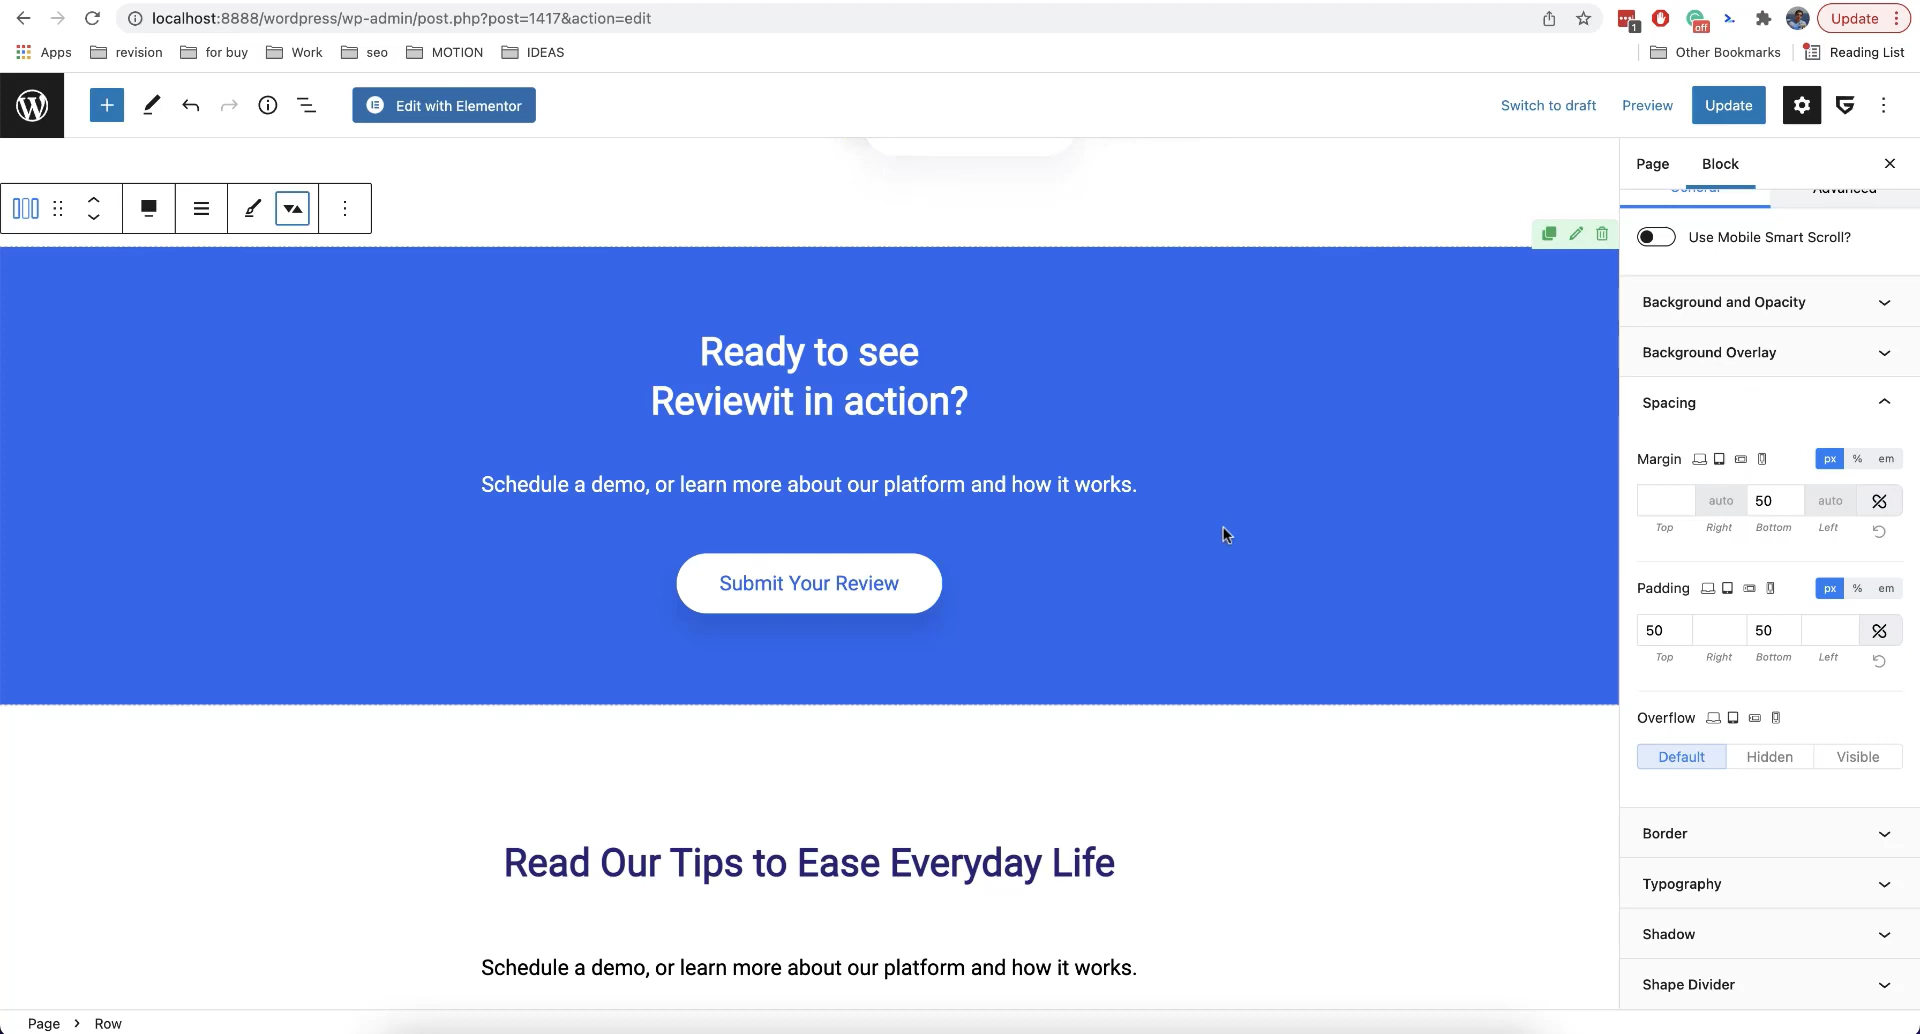 localhost:8888/wordpress/wp-admin/post.php?post=1417&action=edit
1
off
Update
Apps
revision
for buy
Work
seo
MOTION
IDEAS
Other Bookmarks
Reading List
Edit with Elementor
Switch to draft
Preview
Update
Page
Block
General
Advanced
Use Mobile Smart Scroll?
Background and Opacity
Background Overlay
Spacing
Margin
px
%
em
auto
50
auto
Top
Right
Bottom
Left
Padding
px
%
em
50
50
Top
Right
Bottom
Left
Overflow
Default
Hidden
Visible
Border
Typography
Shadow
Shape Divider
Ready to see
Reviewit in action?
Schedule a demo, or learn more about our platform and how it works.
Submit Your Review
Read Our Tips to Ease Everyday Life
Schedule a demo, or learn more about our platform and how it works.
Page
Row